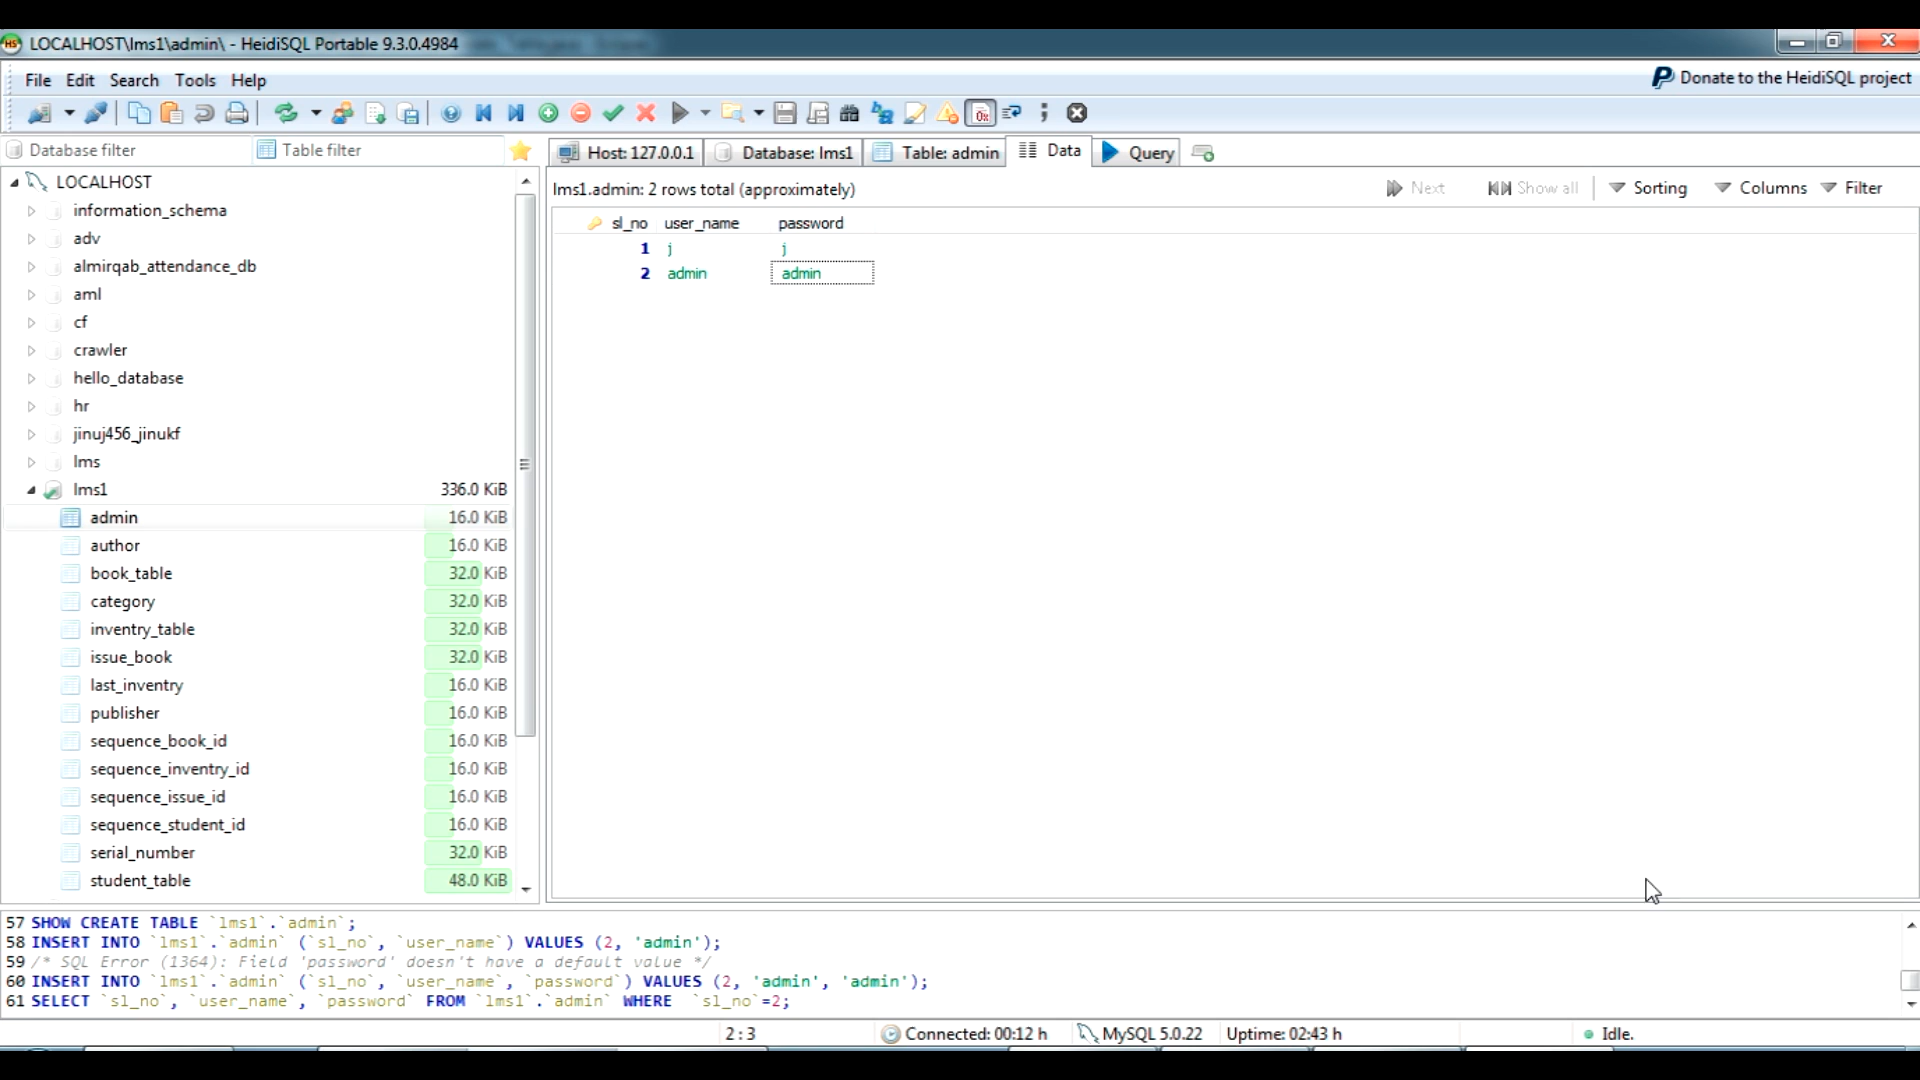 LOCALHOST\lms1\admin\ - HeidiSQL Portable 9.3.0.4984
File Edit Search Tools Help
Donate to the HeidiSQL project
Database filter
Table filter
Host: 127.0.0.1
Database: lms1
Table: admin
Data
Query
LOCALHOST
information_schema
adv
almirqab_attendance_db
aml
cf
crawler
hello_database
hr
jinuj456_jinukf
lms
lms1 336.0 KiB
admin 16.0 KiB
author 16.0 KiB
book_table 32.0 KiB
category 32.0 KiB
inventry_table 32.0 KiB
issue_book 32.0 KiB
last_inventry 16.0 KiB
publisher 16.0 KiB
sequence_book_id 16.0 KiB
sequence_inventry_id 16.0 KiB
sequence_issue_id 16.0 KiB
sequence_student_id 16.0 KiB
serial_number 32.0 KiB
student_table 48.0 KiB
lms1.admin: 2 rows total (approximately)
Next Show all Sorting Columns Filter
sl_no user_name password
1 j j
2 admin admin
57 SHOW CREATE TABLE `lms1`.`admin`;
58 INSERT INTO `lms1`.`admin` (`sl_no`, `user_name`) VALUES (2, 'admin');
59 /* SQL Error (1364): Field 'password' doesn't have a default value */
60 INSERT INTO `lms1`.`admin` (`sl_no`, `user_name`, `password`) VALUES (2, 'admin', 'admin');
61 SELECT `sl_no`, `user_name`, `password` FROM `lms1`.`admin` WHERE  `sl_no`=2;
2 : 3
Connected: 00:12 h
MySQL 5.0.22
Uptime: 02:43 h
Idle.